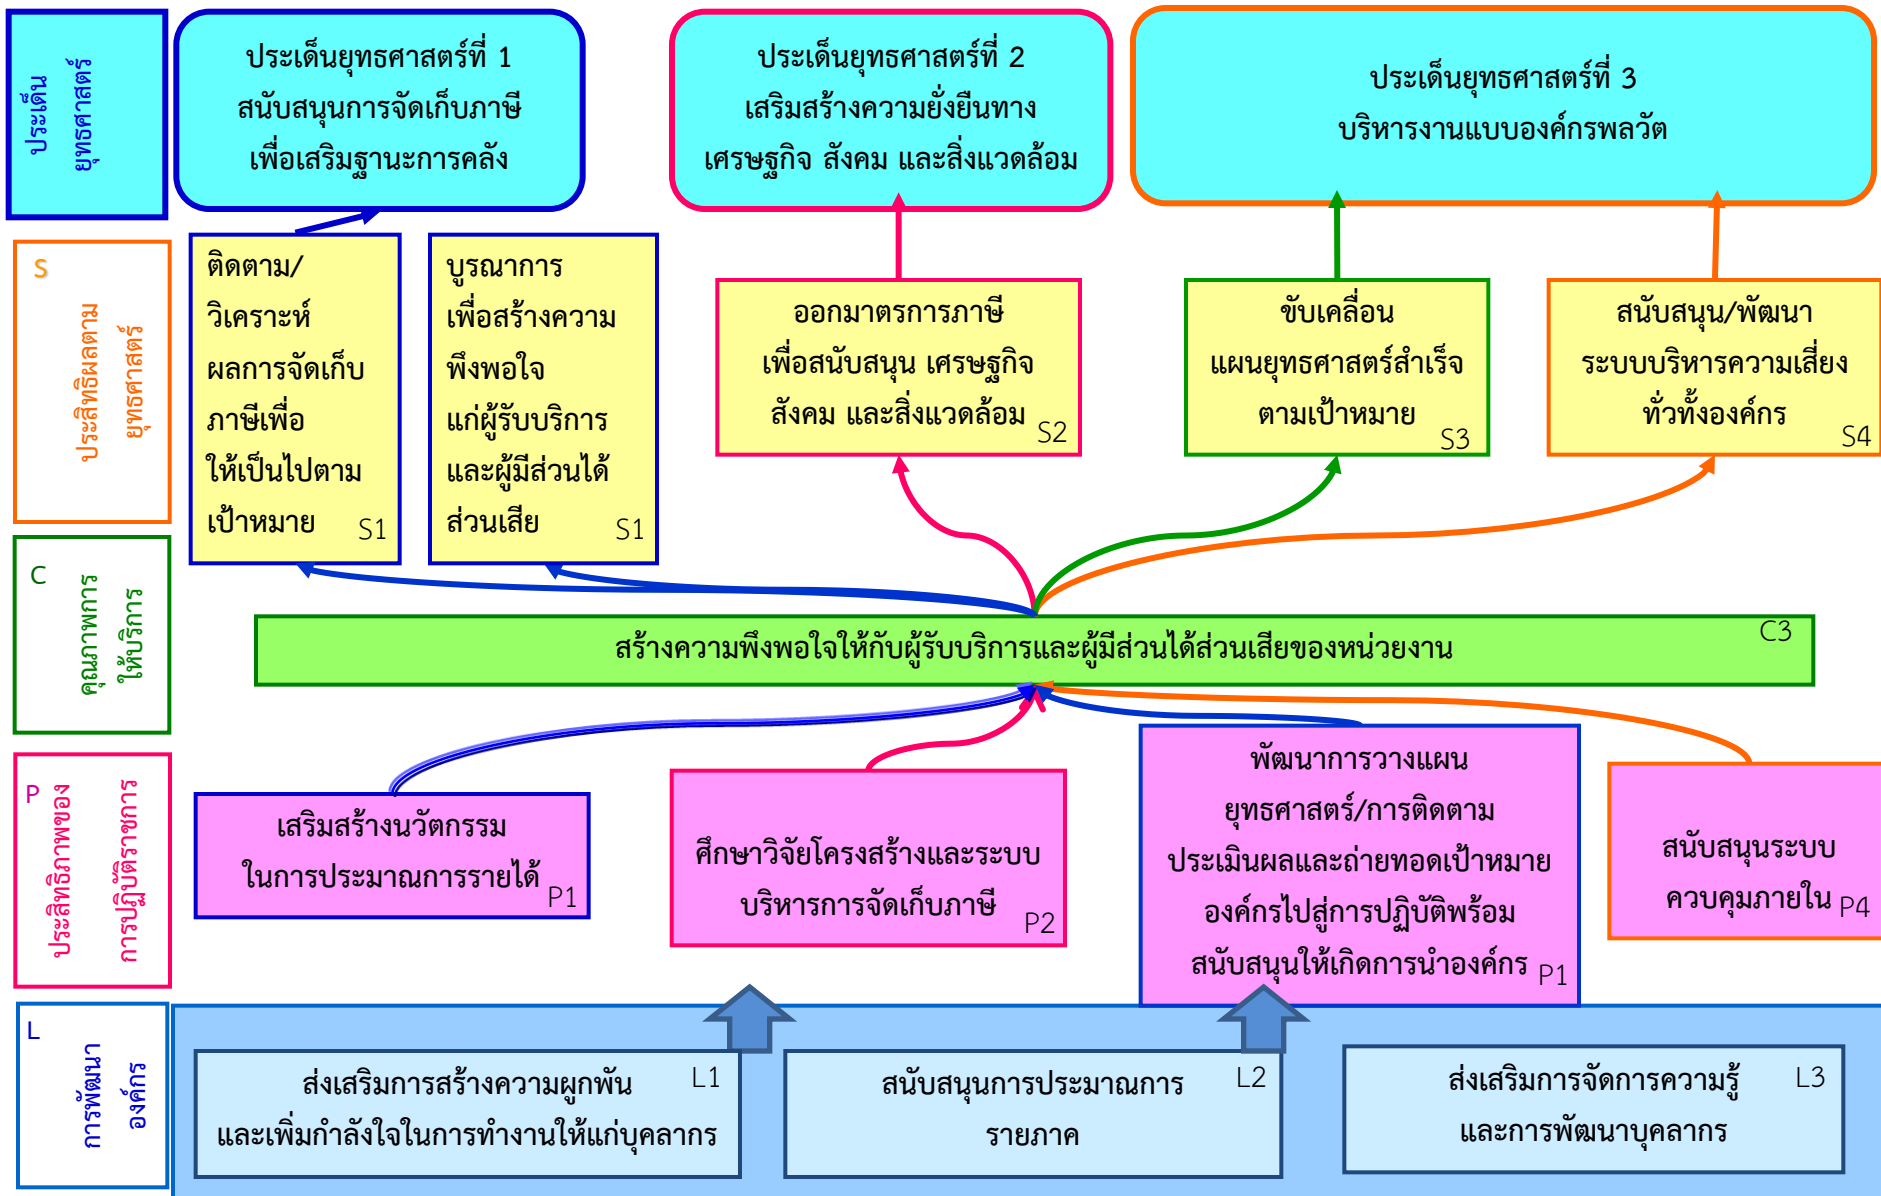 ประเด็น
ยุทธศาสตร์
ประเด็นยุทธศาสตร์ที่ 1
สนับสนุนการจัดเก็บภาษี
เพื่อเสริมฐานะการคลัง
ประเด็นยุทธศาสตร์ที่ 2
เสริมสร้างความยั่งยืนทาง
เศรษฐกิจ สังคม และสิ่งแวดล้อม
ประเด็นยุทธศาสตร์ที่ 3
บริหารงานแบบองค์กรพลวัต
S
ประสิทธิผลตาม
ยุทธศาสตร์
ติดตาม/
วิเคราะห์
ผลการจัดเก็บ
ภาษีเพื่อ
ให้เป็นไปตาม
เป้าหมาย
S1
บูรณาการ
เพื่อสร้างความ
พึงพอใจ
แก่ผู้รับบริการ
และผู้มีส่วนได้
ส่วนเสีย
S1
ออกมาตรการภาษี
เพื่อสนับสนุน เศรษฐกิจ
สังคม และสิ่งแวดล้อม
S2
ขับเคลื่อน
แผนยุทธศาสตร์สำเร็จ
ตามเป้าหมาย
S3
สนับสนุน/พัฒนา
ระบบบริหารความเสี่ยง
ทั่วทั้งองค์กร
S4
C
คุณภาพการ
ให้บริการ
สร้างความพึงพอใจให้กับผู้รับบริการและผู้มีส่วนได้ส่วนเสียของหน่วยงาน
C3
P
ประสิทธิภาพของ
การปฏิบัติราชการ
เสริมสร้างนวัตกรรม
ในการประมาณการรายได้
P1
ศึกษาวิจัยโครงสร้างและระบบ
บริหารการจัดเก็บภาษี
P2
พัฒนาการวางแผน
ยุทธศาสตร์/การติดตาม
ประเมินผลและถ่ายทอดเป้าหมาย
องค์กรไปสู่การปฏิบัติพร้อม
สนับสนุนให้เกิดการนำองค์กร
P1
สนับสนุนระบบ
ควบคุมภายใน
P4
L
การพัฒนา
องค์กร
ส่งเสริมการสร้างความผูกพัน
และเพิ่มกำลังใจในการทำงานให้แก่บุคลากร
L1
สนับสนุนการประมาณการ
รายภาค
L2
ส่งเสริมการจัดการความรู้
และการพัฒนาบุคลากร
L3